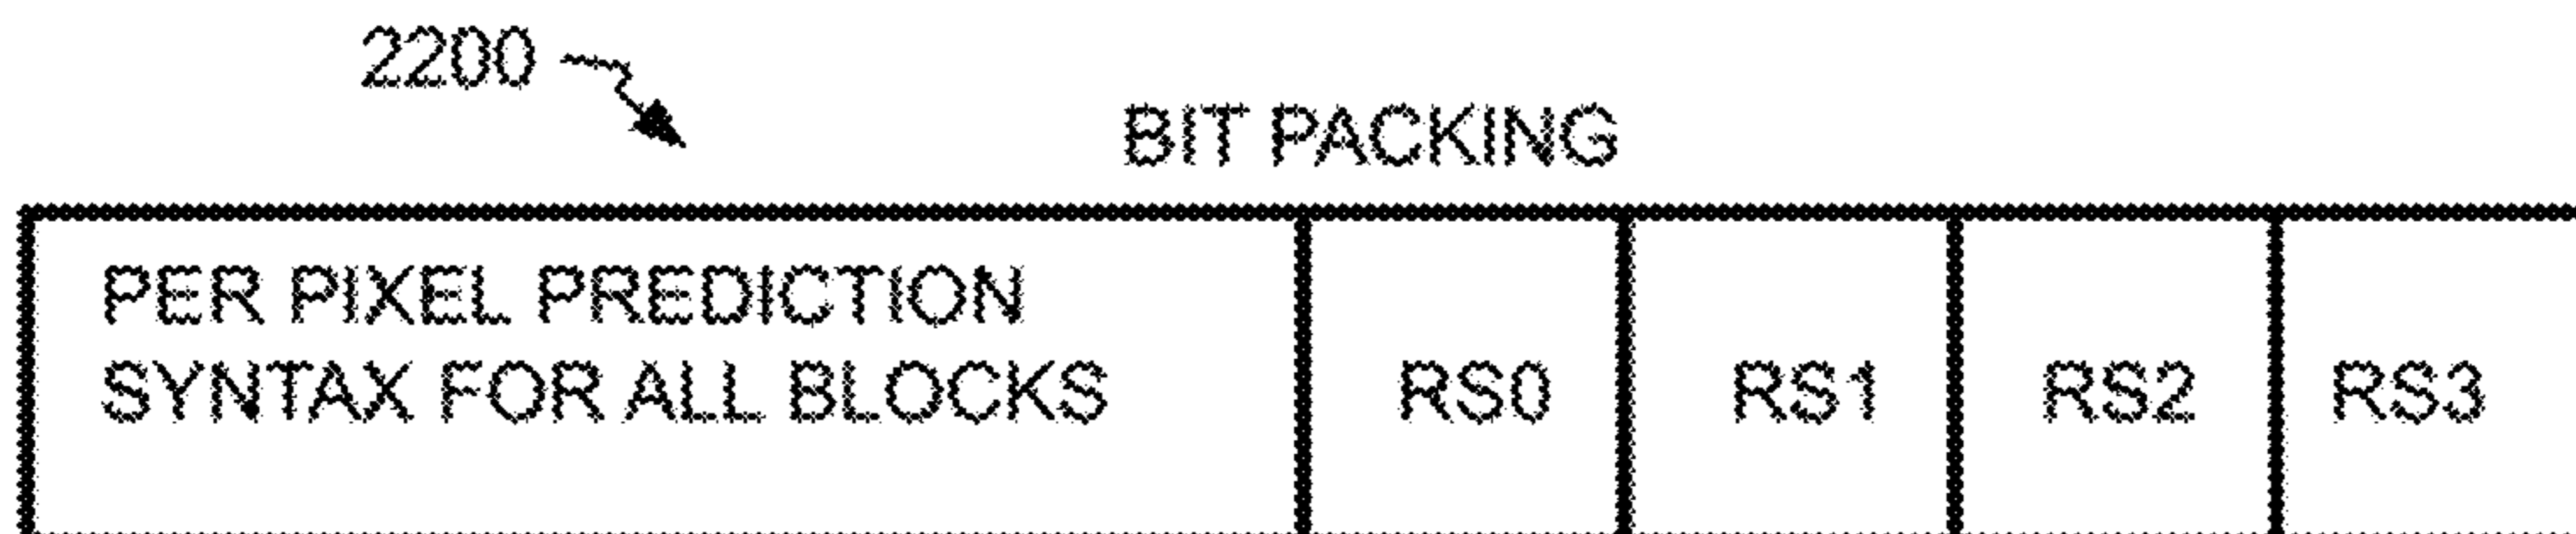 2200
BIT PACKING
PER PIXEL PREDICTION
SYNTAX FOR ALL BLOCKS
RS0
RS1
RS2
RS3